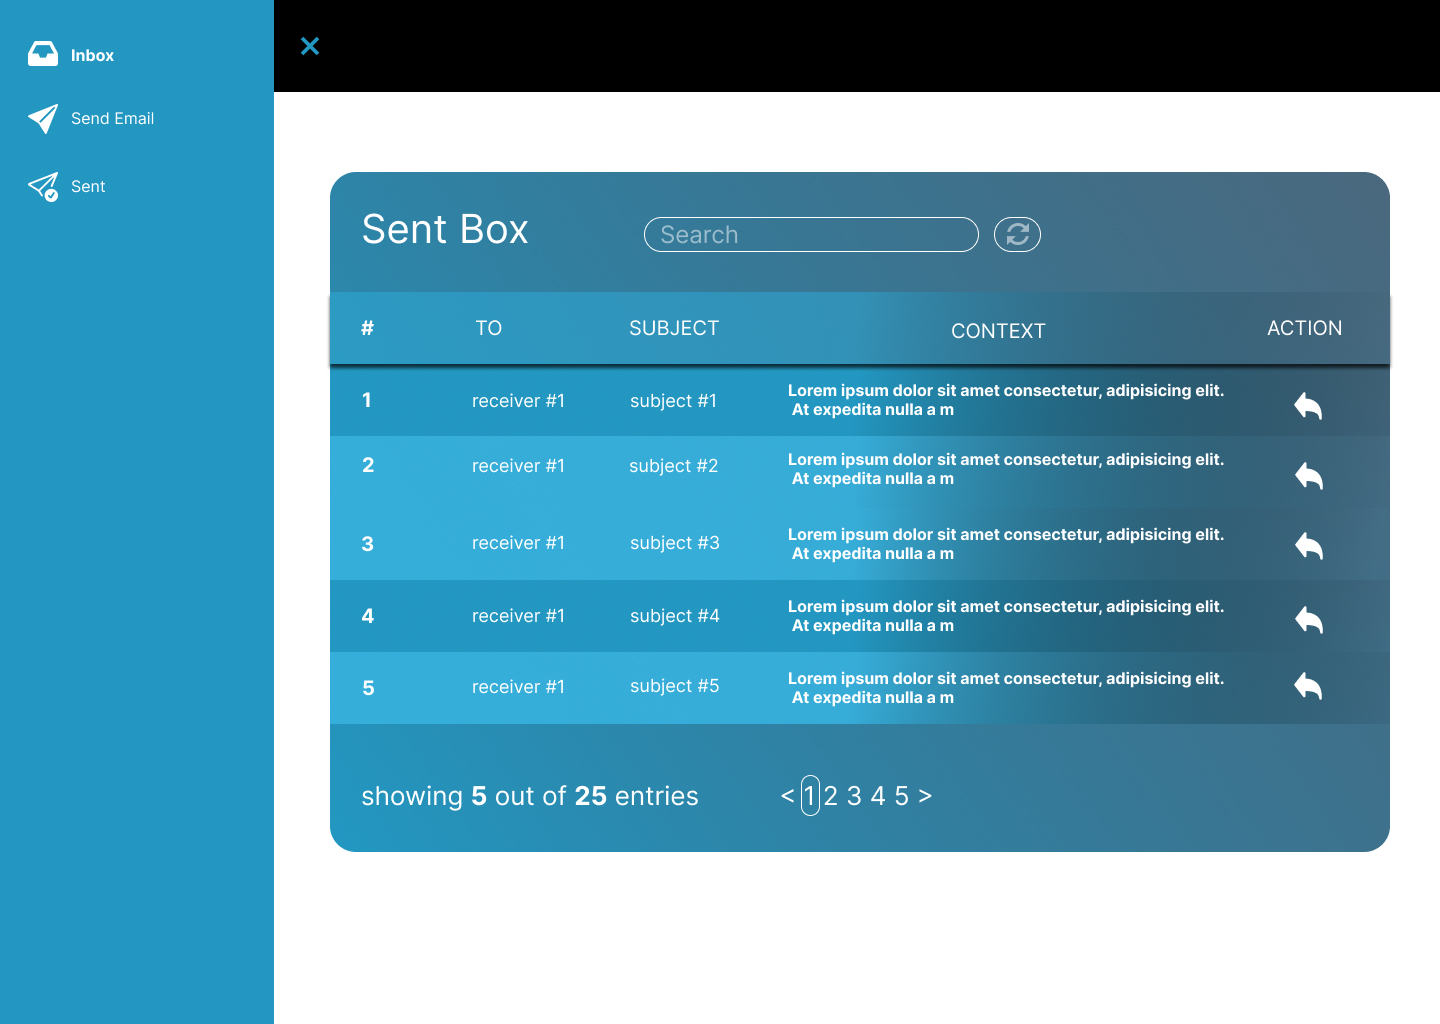 Inbox
Send Email
Sent
Sent Box
Search
# TO SUBJECT CONTEXT ACTION
1 receiver #1 subject #1 Lorem ipsum dolor sit amet consectetur, adipisicing elit.
At expedita nulla a m
2 receiver #1 subject #2 Lorem ipsum dolor sit amet consectetur, adipisicing elit.
At expedita nulla a m
3 receiver #1 subject #3 Lorem ipsum dolor sit amet consectetur, adipisicing elit.
At expedita nulla a m
4 receiver #1 subject #4 Lorem ipsum dolor sit amet consectetur, adipisicing elit.
At expedita nulla a m
5 receiver #1 subject #5 Lorem ipsum dolor sit amet consectetur, adipisicing elit.
At expedita nulla a m
showing 5 out of 25 entries < 1 2 3 4 5 >